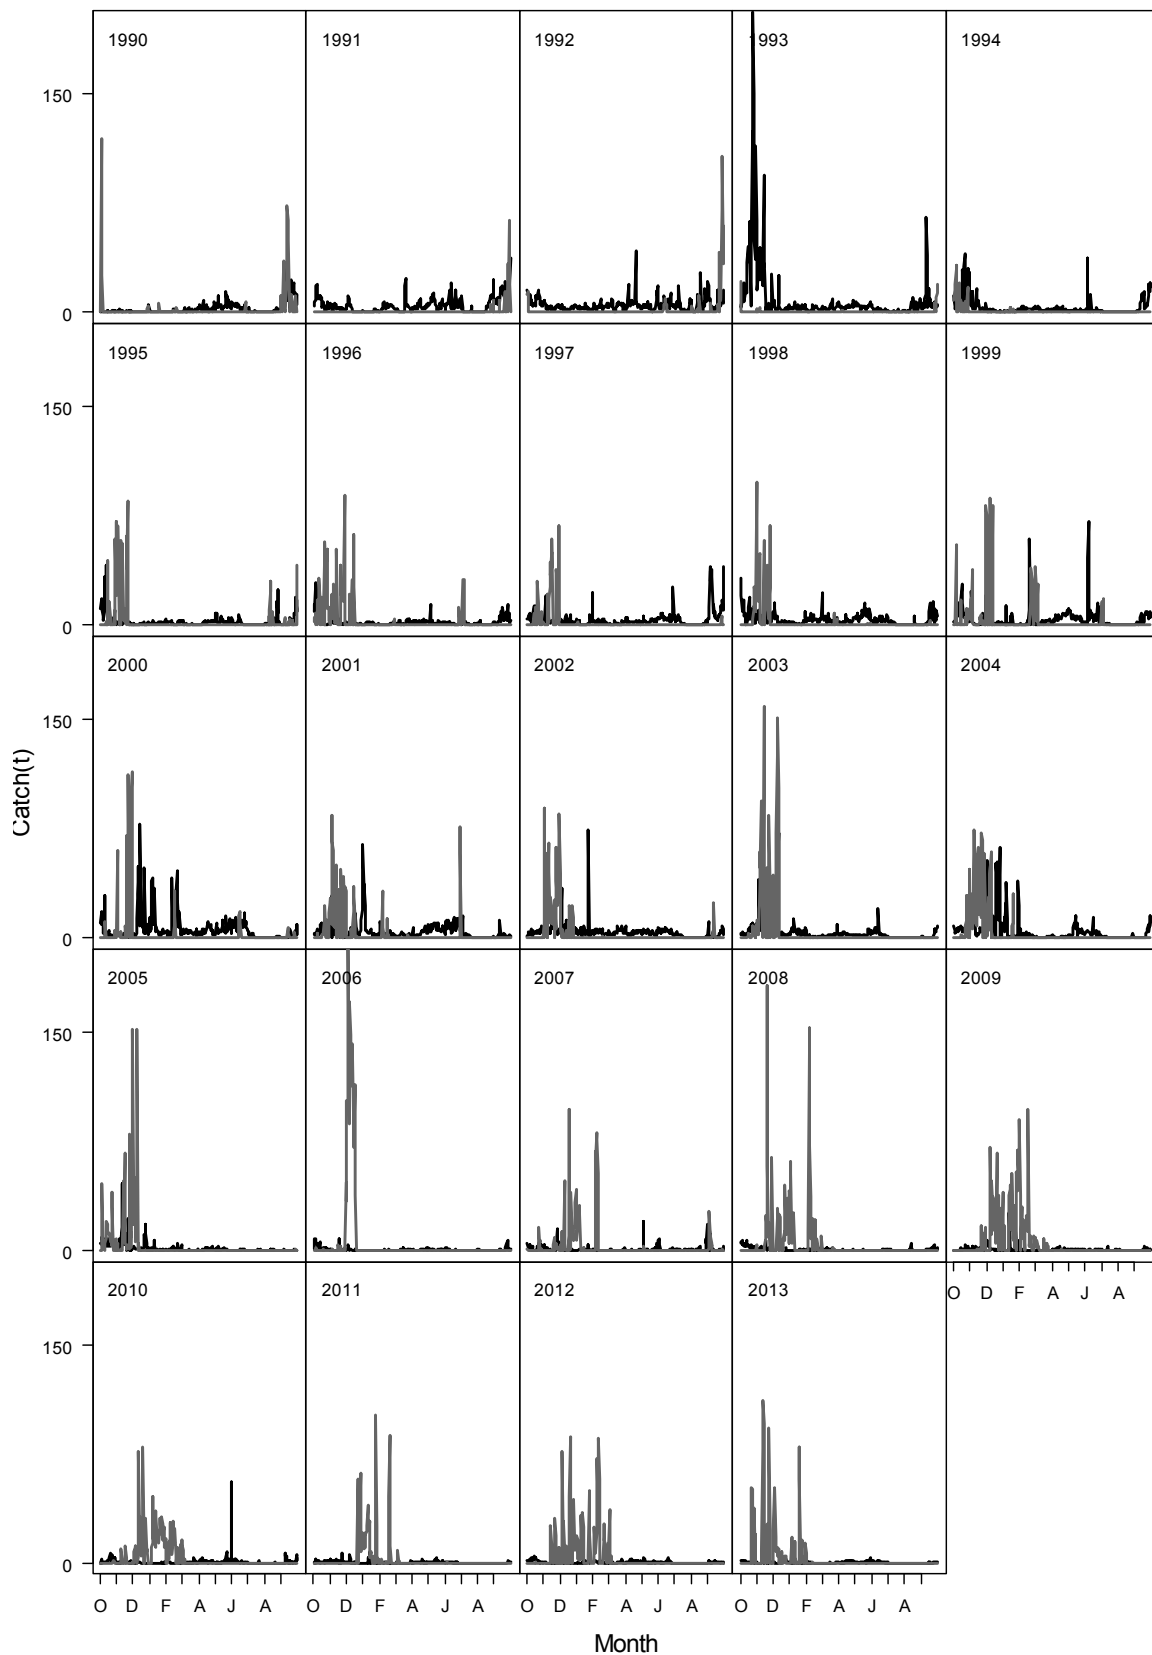 1990 1991 1992 1993 1994
150
0
1995 1996 1997 1998 1999
150
0
2000 2001 2002 2003 2004
150
0
Catch(t)
2005 2006 2007 2008 2009
150
0
O D F A J A
2010 2011 2012 2013
150
0
O D F A J A O D F A J A O D F A J A O D F A J A
Month